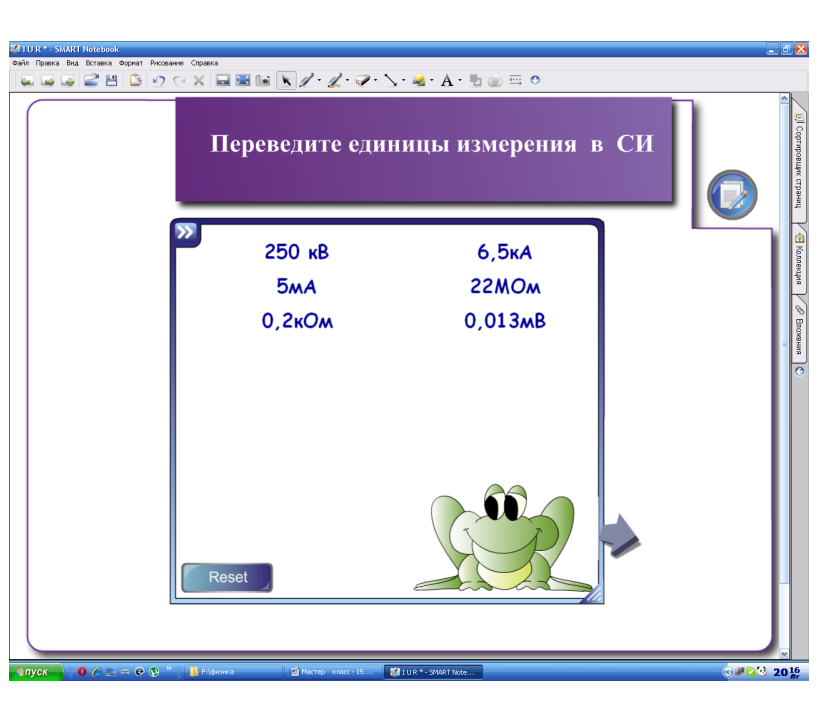 I U R * - SMART Notebook
Файл Правка Вид Вставка Формат Рисование Справка
Переведите единицы измерения в СИ
250 кВ 6,5кА
5мА 22МОм
0,2кОм 0,013мВ
Reset
Сортировщик страниц
Коллекция
Вложения
пуск F:\физика Мастер класс - 15 ... I U R * - SMART Note... 20 16 Вт